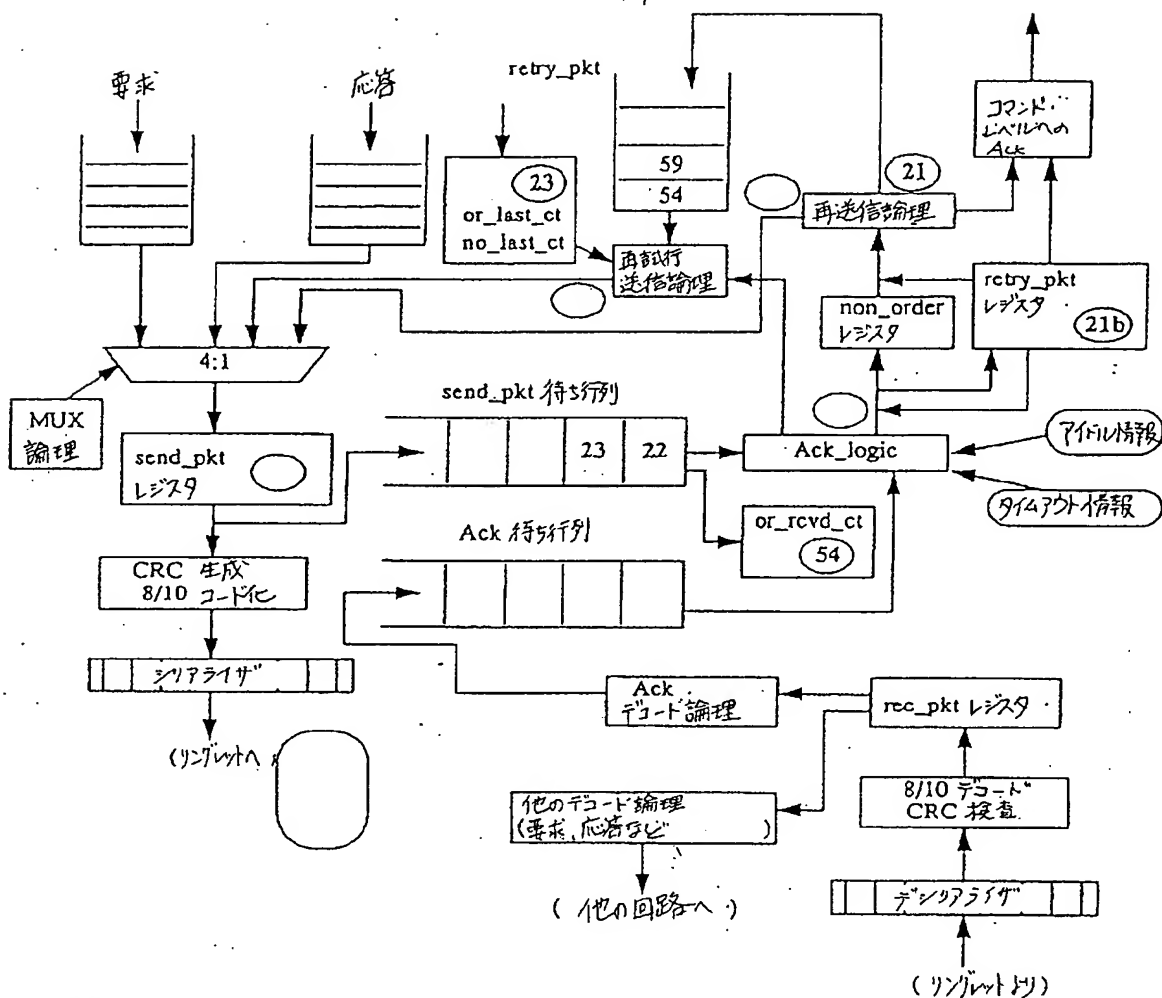 要求
応答
retry_pkt
59
54
23
or_last_ct
no_last_ct
再試行
送信論理
21
再送信論理
コマンド・
レベルへの
Ack
non_order
レジスタ
retry_pkt
レジスタ
21b
4:1
MUX
論理
send_pkt
レジスタ
send_pkt 待ち行列
23
22
Ack_logic
アイドル情報
タイムアウト情報
or_rcvd_ct
54
Ack 待ち行列
CRC 生成
8/10 コード化
シリアライザ
(リングレットへ
Ack
デコード論理
rec_pkt レジスタ
他のデコード論理
(要求、応答など )
(他の回路へ)
8/10 デコード
CRC 検査
デシリアライザ
(リングレットより)